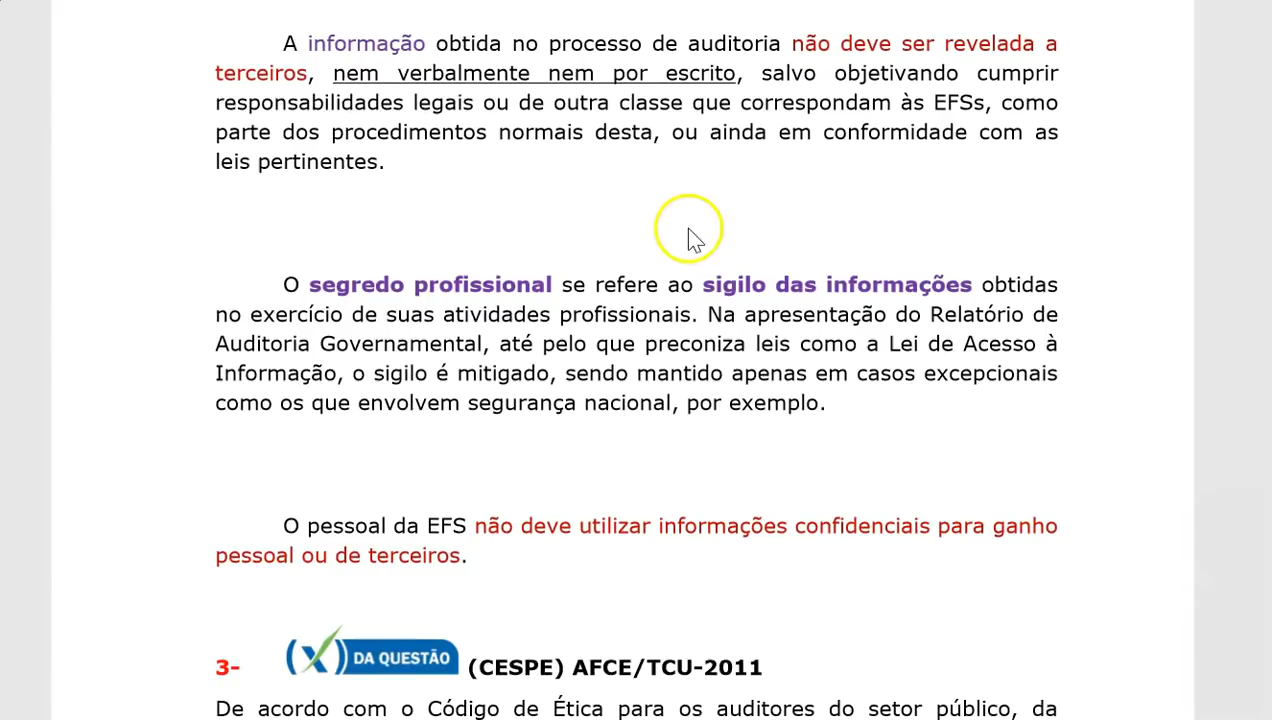 A informação obtida no processo de auditoria não deve ser revelada a
terceiros, nem verbalmente nem por escrito, salvo objetivando cumprir
responsabilidades legais ou de outra classe que correspondam às EFSs, como
parte dos procedimentos normais desta, ou ainda em conformidade com as
leis pertinentes.
O segredo profissional se refere ao sigilo das informações obtidas
no exercício de suas atividades profissionais. Na apresentação do Relatório de
Auditoria Governamental, até pelo que preconiza leis como a Lei de Acesso à
Informação, o sigilo é mitigado, sendo mantido apenas em casos excepcionais
como os que envolvem segurança nacional, por exemplo.
O pessoal da EFS não deve utilizar informações confidenciais para ganho
pessoal ou de terceiros.
3- (X) DA QUESTÃO (CESPE) AFCE/TCU-2011
De acordo com o Código de Ética para os auditores do setor público, da